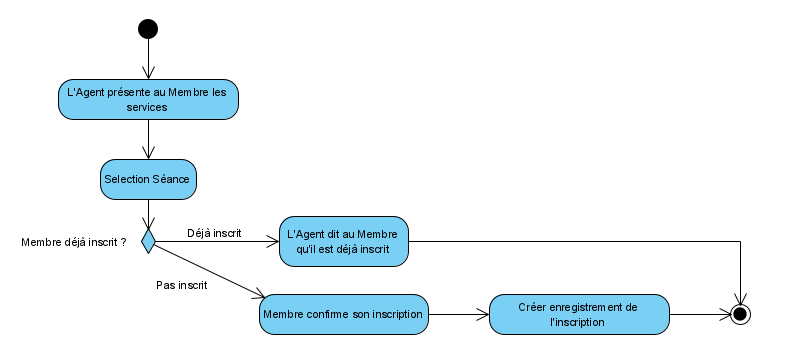 L'Agent présente au Membre les
services
Selection Séance
Membre déjà inscrit ?
Déjà inscrit
L'Agent dit au Membre
qu'il est déjà inscrit
Pas inscrit
Membre confirme son inscription
Créer enregistrement de
l'inscription